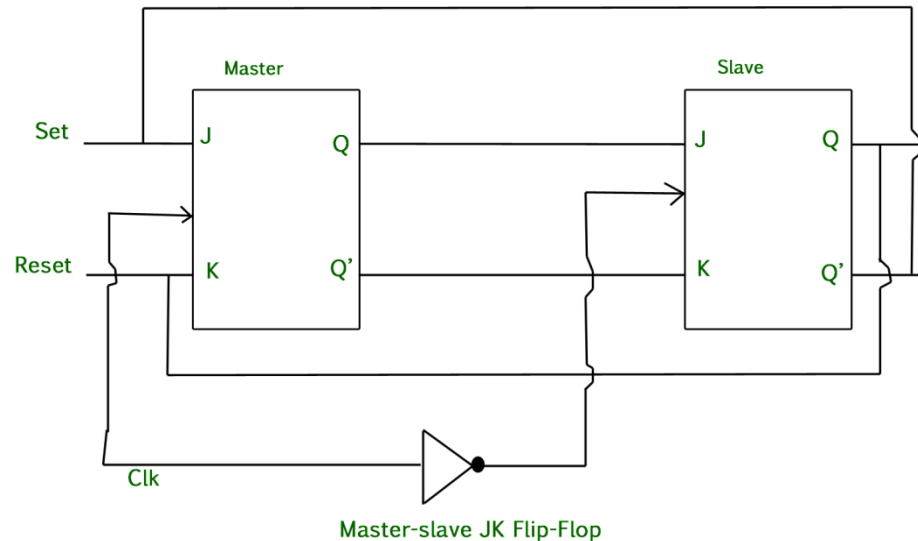 Master
Slave
Set
J
Q
J
Q
Reset
K
Q’
K
Q’
Clk
Master-slave JK Flip-Flop